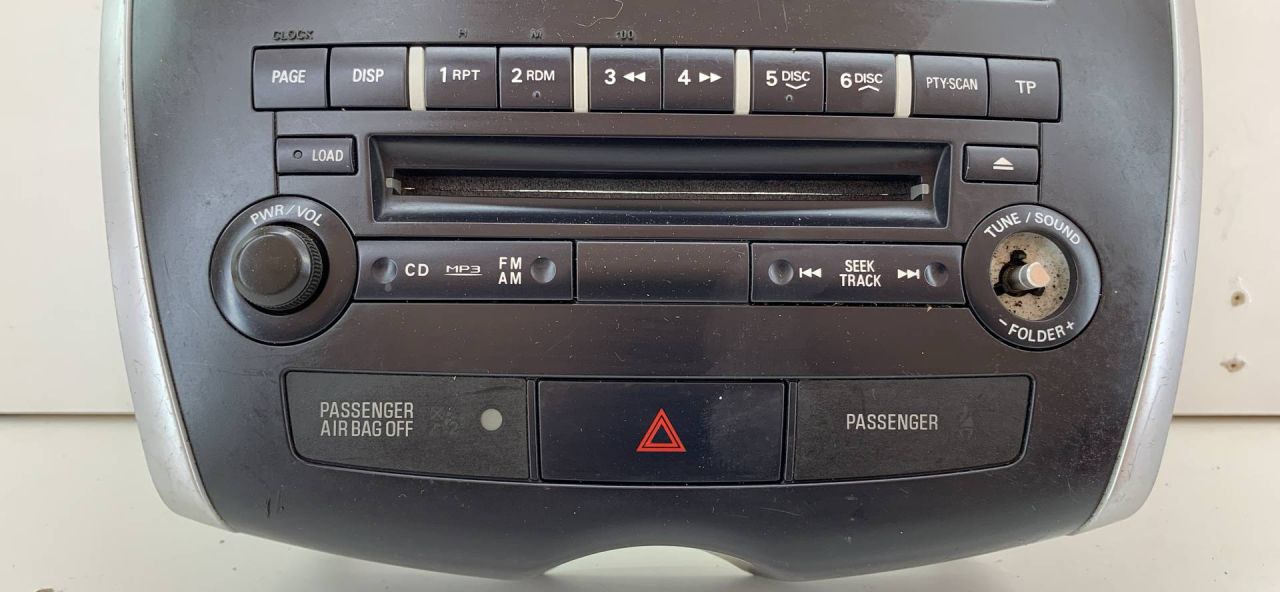 CLOCK H M :00
PAGE DISP 1 RPT 2 RDM 3 4 5 DISC 6 DISC PTY-SCAN TP
LOAD
PWR/VOL
TUNE / SOUND
CD MP3 FM
AM
SEEK
TRACK
- FOLDER +
PASSENGER
AIR BAG OFF
PASSENGER